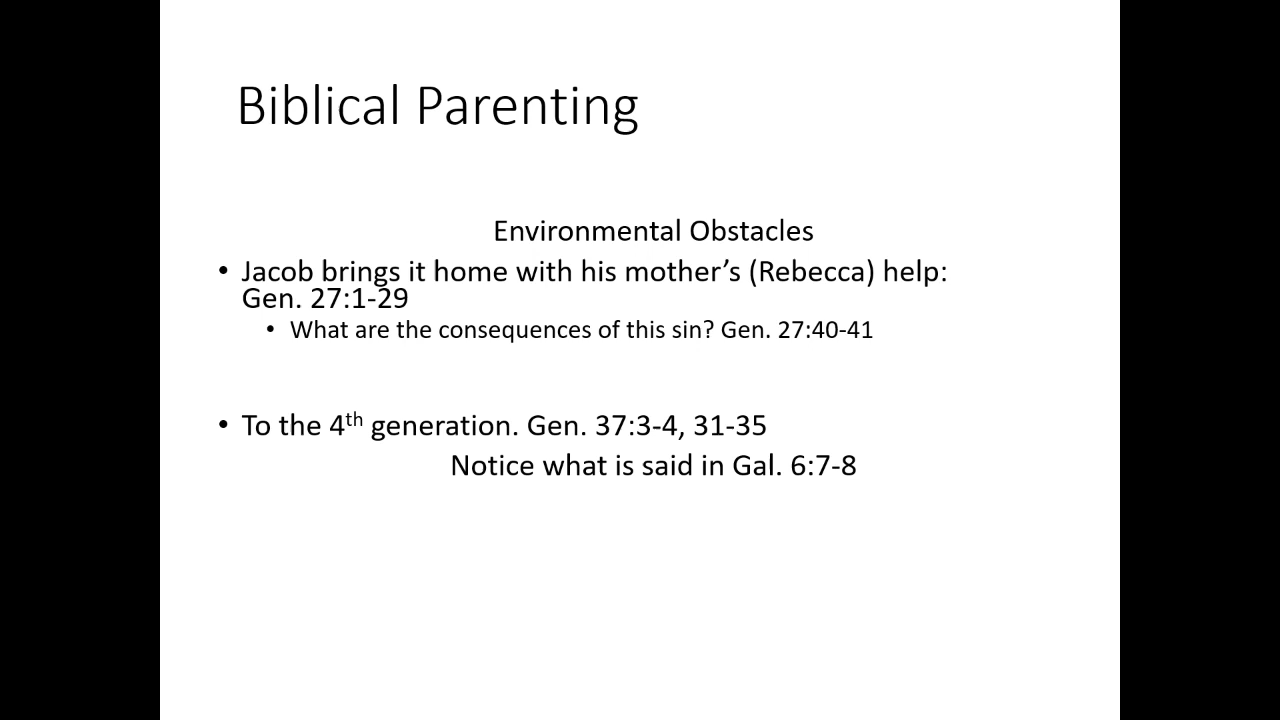 Biblical Parenting
Environmental Obstacles
• Jacob brings it home with his mother’s (Rebecca) help:
Gen. 27:1-29
• What are the consequences of this sin? Gen. 27:40-41
• To the 4th generation. Gen. 37:3-4, 31-35
Notice what is said in Gal. 6:7-8